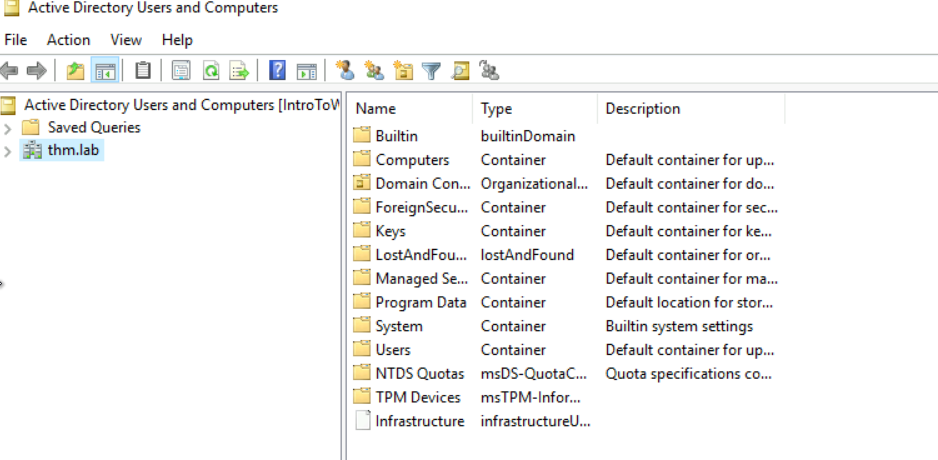 Active Directory Users and Computers
File Action View Help
Active Directory Users and Computers [IntroToW
Saved Queries
thm.lab
Name Type Description
Builtin builtinDomain
Computers Container Default container for up...
Domain Con... Organizational... Default container for do...
ForeignSecu... Container Default container for sec...
Keys Container Default container for ke...
LostAndFou... lostAndFound Default container for or...
Managed Se... Container Default container for ma...
Program Data Container Default location for stor...
System Container Builtin system settings
Users Container Default container for up...
NTDS Quotas msDS-QuotaC... Quota specifications co...
TPM Devices msTPM-Infor...
Infrastructure infrastructureU...